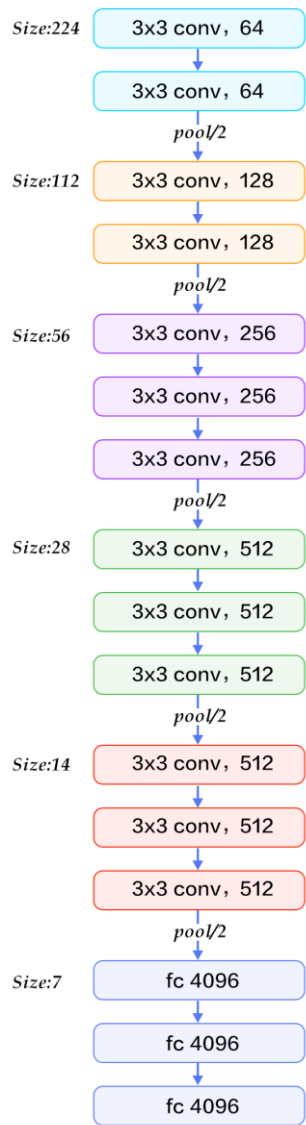 Size:224
3x3 conv，64
3x3 conv，64
pool/2
Size:112
3x3 conv，128
3x3 conv，128
pool/2
Size:56
3x3 conv，256
3x3 conv，256
3x3 conv，256
pool/2
Size:28
3x3 conv，512
3x3 conv，512
3x3 conv，512
pool/2
Size:14
3x3 conv，512
3x3 conv，512
3x3 conv，512
pool/2
Size:7
fc 4096
fc 4096
fc 4096